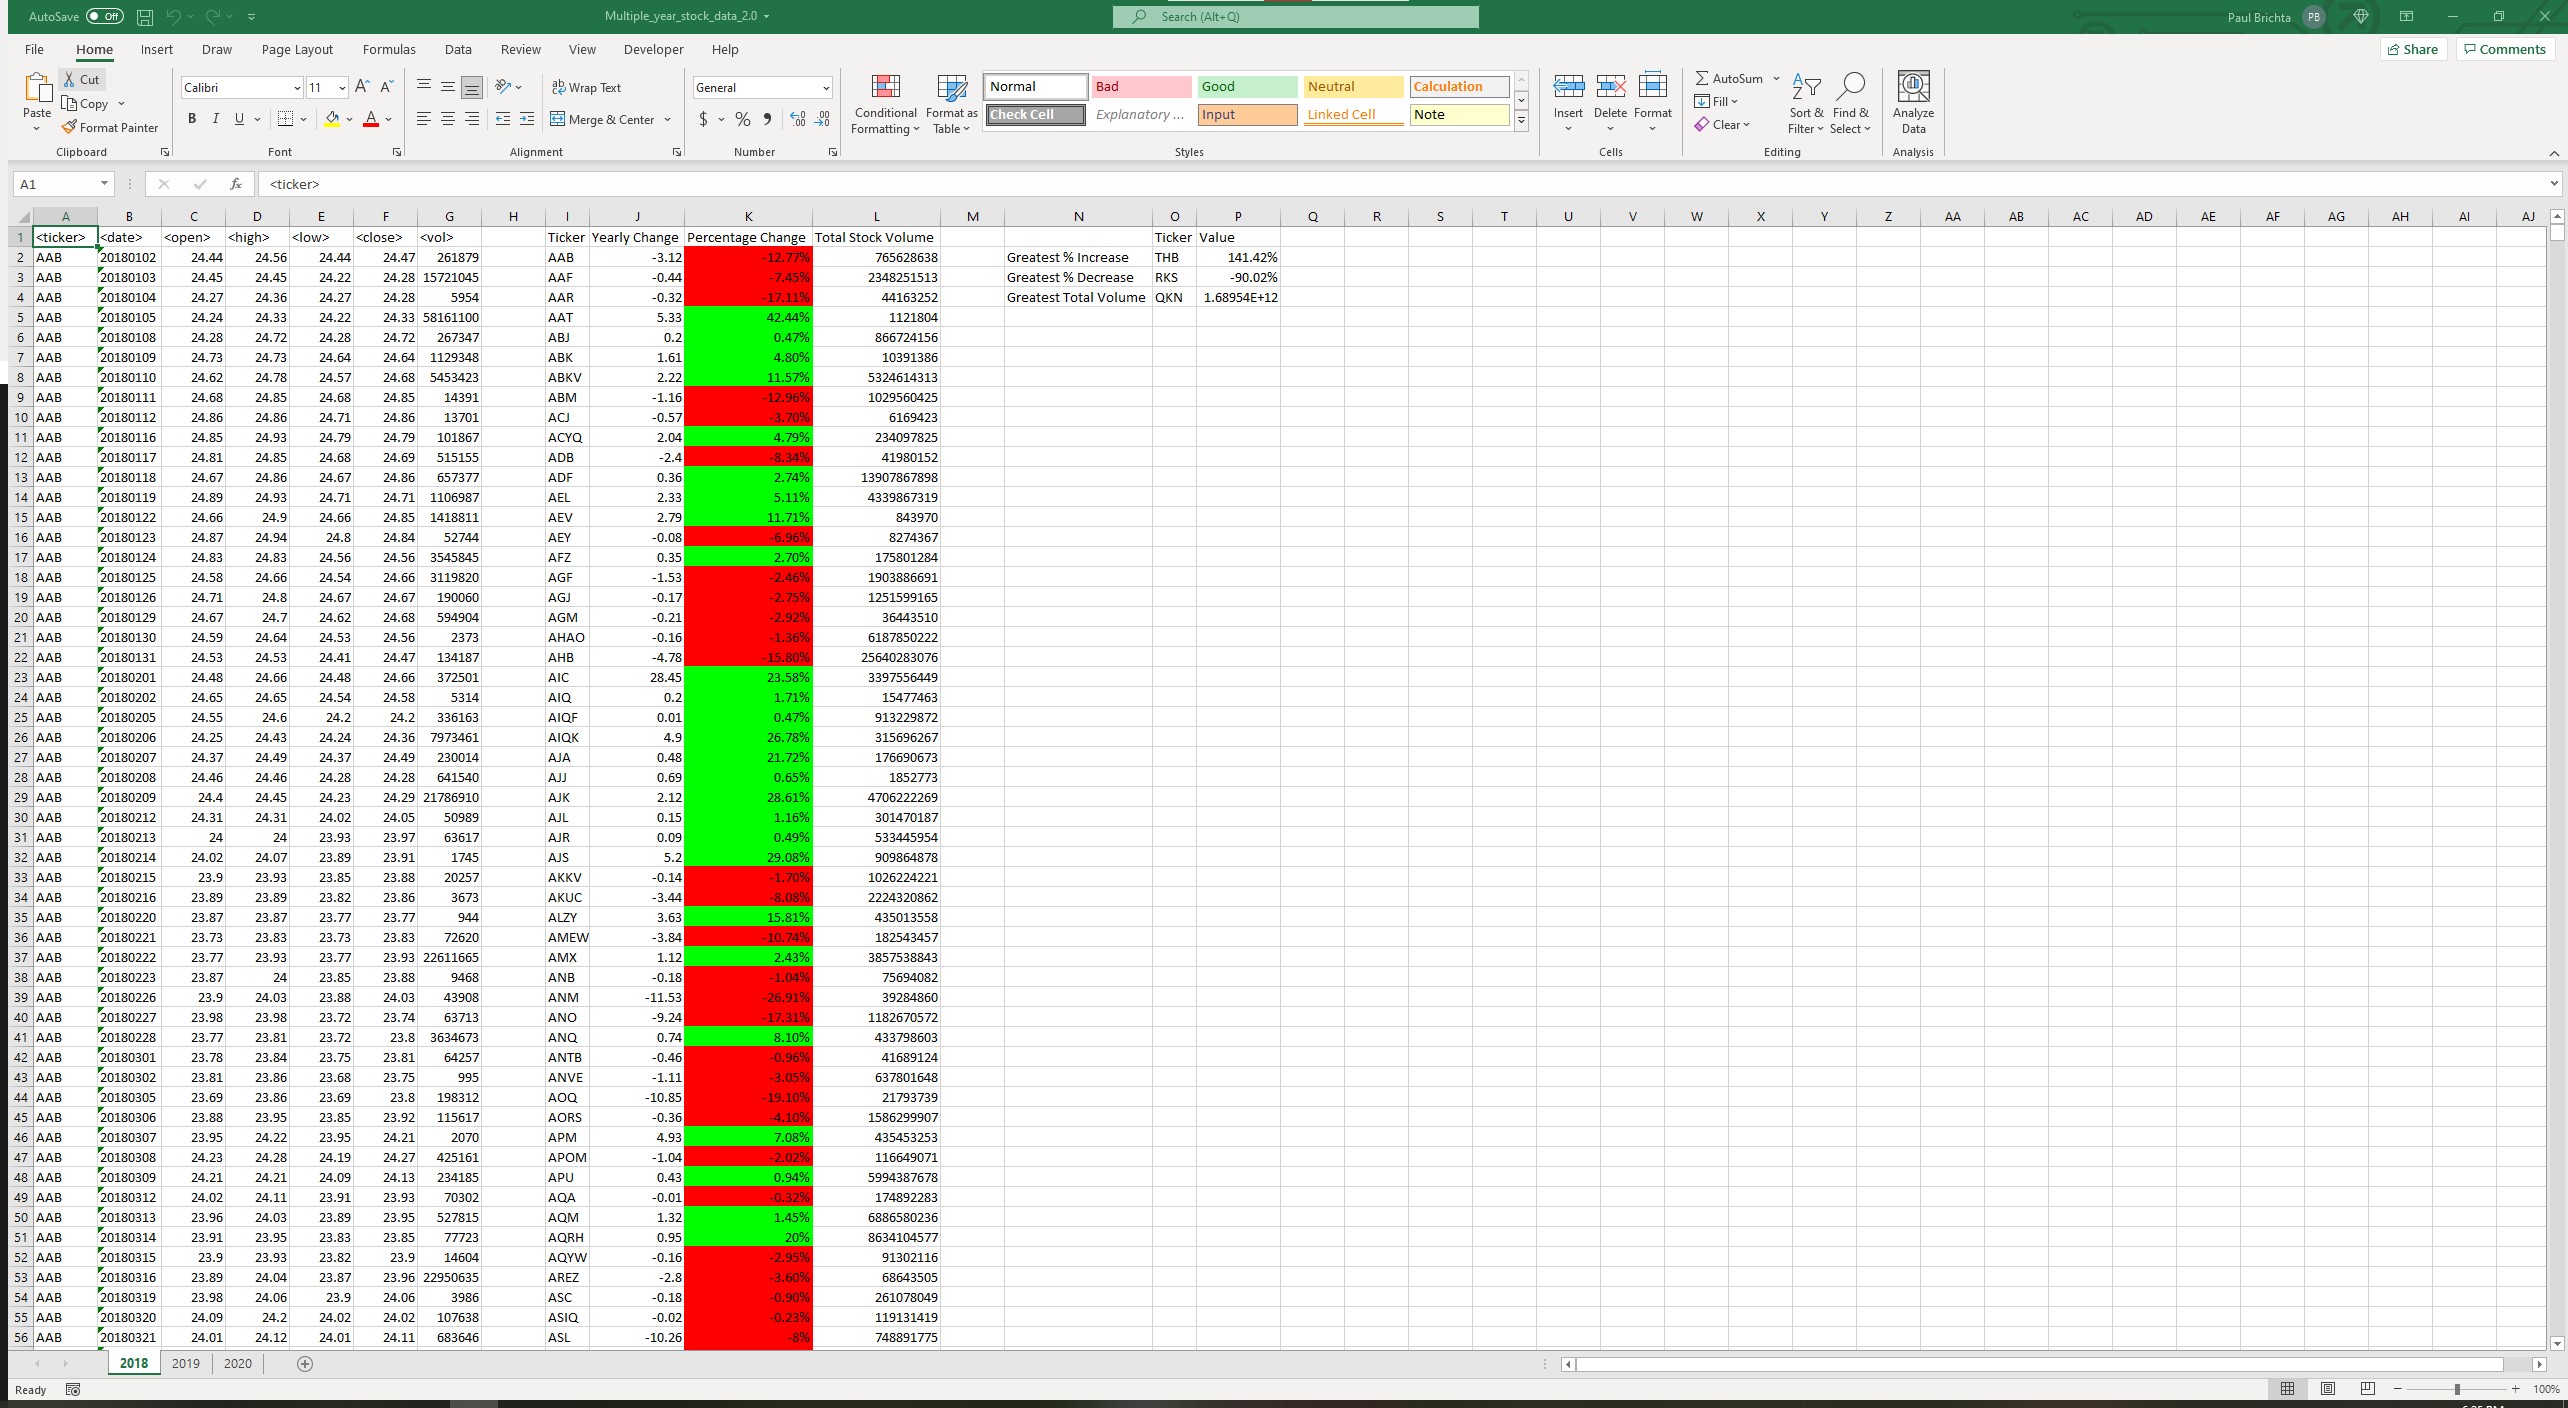 AutoSave Off Multiple_year_stock_data_2.0 Search (Alt+Q) Paul Brichta PB
File Home Insert Draw Page Layout Formulas Data Review View Developer Help Share Comments
Cut Calibri 11 Wrap Text General Normal Bad Good Neutral Calculation AutoSum
Paste Copy Format Painter B I U Merge & Center $ % Conditional Formatting Format as Table Check Cell Explanatory ... Input Linked Cell Note Insert Delete Format Fill Clear Sort & Filter Find & Select Analyze Data
Clipboard Font Alignment Number Styles Cells Editing Analysis
A1 fx <ticker>
A B C D E F G H I J K L M N O P Q R S T U V W X Y Z AA AB AC AD AE AF AG AH AI AJ
1 <ticker> <date> <open> <high> <low> <close> <vol> Ticker Yearly Change Percentage Change Total Stock Volume Ticker Value
2 AAB 20180102 24.44 24.56 24.44 24.47 261879 AAB -3.12 -12.77% 765628638 Greatest % Increase THB 141.42%
3 AAB 20180103 24.45 24.45 24.22 24.28 15721045 AAF -0.44 -7.45% 2348251513 Greatest % Decrease RKS -90.02%
4 AAB 20180104 24.27 24.36 24.27 24.28 5954 AAR -0.32 -17.11% 44163252 Greatest Total Volume QKN 1.68954E+12
5 AAB 20180105 24.24 24.33 24.22 24.33 58161100 AAT 5.33 42.44% 1121804
6 AAB 20180108 24.28 24.72 24.28 24.72 267347 ABJ 0.2 0.47% 866724156
7 AAB 20180109 24.73 24.73 24.64 24.64 1129348 ABK 1.61 4.80% 10391386
8 AAB 20180110 24.62 24.78 24.57 24.68 5453423 ABKV 2.22 11.57% 5324614313
9 AAB 20180111 24.68 24.85 24.68 24.85 14391 ABM -1.16 -12.96% 1029560425
10 AAB 20180112 24.86 24.86 24.71 24.86 13701 ACJ -0.57 -3.70% 6169423
11 AAB 20180116 24.85 24.93 24.79 24.79 101867 ACYQ 2.04 4.79% 234097825
12 AAB 20180117 24.81 24.85 24.68 24.69 515155 ADB -2.4 -8.34% 41980152
13 AAB 20180118 24.67 24.86 24.67 24.86 657377 ADF 0.36 2.74% 13907867898
14 AAB 20180119 24.89 24.93 24.71 24.71 1106987 AEL 2.33 5.11% 4339867319
15 AAB 20180122 24.66 24.9 24.66 24.85 1418811 AEV 2.79 11.71% 843970
16 AAB 20180123 24.87 24.94 24.8 24.84 52744 AEY -0.08 -6.96% 8274367
17 AAB 20180124 24.83 24.83 24.56 24.56 3545845 AFZ 0.35 2.70% 175801284
18 AAB 20180125 24.58 24.66 24.54 24.66 3119820 AGF -1.53 -2.46% 1903886691
19 AAB 20180126 24.71 24.8 24.67 24.67 190060 AGJ -0.17 -2.75% 1251599165
20 AAB 20180129 24.67 24.7 24.62 24.68 594904 AGM -0.21 -2.92% 36443510
21 AAB 20180130 24.59 24.64 24.53 24.56 2373 AHAO -0.16 -1.36% 6187850222
22 AAB 20180131 24.53 24.53 24.41 24.47 134187 AHB -4.78 -15.80% 25640283076
23 AAB 20180201 24.48 24.66 24.48 24.66 372501 AIC 28.45 23.58% 3397556449
24 AAB 20180202 24.65 24.65 24.54 24.58 5314 AIQ 0.2 1.71% 15477463
25 AAB 20180205 24.55 24.6 24.2 24.2 336163 AIQF 0.01 0.47% 913229872
26 AAB 20180206 24.25 24.43 24.24 24.36 7973461 AIQK 4.9 26.78% 315696267
27 AAB 20180207 24.37 24.49 24.37 24.49 230014 AJA 0.48 21.72% 176690673
28 AAB 20180208 24.46 24.46 24.28 24.28 641540 AJJ 0.69 0.65% 1852773
29 AAB 20180209 24.4 24.45 24.23 24.29 21786910 AJK 2.12 28.61% 4706222269
30 AAB 20180212 24.31 24.31 24.02 24.05 50989 AJL 0.15 1.16% 301470187
31 AAB 20180213 24 24 23.93 23.97 63617 AJR 0.09 0.49% 533445954
32 AAB 20180214 24.02 24.07 23.89 23.91 1745 AJS 5.2 29.08% 909864878
33 AAB 20180215 23.9 23.93 23.85 23.88 20257 AKKV -0.14 -1.70% 1026224221
34 AAB 20180216 23.89 23.89 23.82 23.86 3673 AKUC -3.44 -8.08% 2224320862
35 AAB 20180220 23.87 23.87 23.77 23.77 944 ALZY 3.63 15.81% 435013558
36 AAB 20180221 23.73 23.83 23.73 23.83 72620 AMEW -3.84 -10.74% 182543457
37 AAB 20180222 23.77 23.93 23.77 23.93 22611665 AMX 1.12 2.43% 3857538843
38 AAB 20180223 23.87 24 23.85 23.88 9468 ANB -0.18 -1.04% 75694082
39 AAB 20180226 23.9 24.03 23.88 24.03 43908 ANM -11.53 -26.91% 39284860
40 AAB 20180227 23.98 23.98 23.72 23.74 63713 ANO -9.24 -17.31% 1182670572
41 AAB 20180228 23.77 23.81 23.72 23.8 3634673 ANQ 0.74 8.10% 433798603
42 AAB 20180301 23.78 23.84 23.75 23.81 64257 ANTB -0.46 -0.96% 41689124
43 AAB 20180302 23.81 23.86 23.68 23.75 995 ANVE -1.11 -3.05% 637801648
44 AAB 20180305 23.69 23.86 23.69 23.8 198312 AOQ -10.85 -19.10% 21793739
45 AAB 20180306 23.88 23.95 23.85 23.92 115617 AORS -0.36 -4.10% 1586299907
46 AAB 20180307 23.95 24.22 23.95 24.21 2070 APM 4.93 7.08% 435453253
47 AAB 20180308 24.23 24.28 24.19 24.27 425161 APOM -1.04 -2.02% 116649071
48 AAB 20180309 24.21 24.21 24.09 24.13 234185 APU 0.43 0.94% 5994387678
49 AAB 20180312 24.02 24.11 23.91 23.93 70302 AQA -0.01 -0.32% 174892283
50 AAB 20180313 23.96 24.03 23.89 23.95 527815 AQM 1.32 1.45% 6886580236
51 AAB 20180314 23.91 23.95 23.83 23.85 77723 AQRH 0.95 20% 8634104577
52 AAB 20180315 23.9 23.93 23.82 23.9 14604 AQYW -0.16 -2.95% 91302116
53 AAB 20180316 23.89 24.04 23.87 23.96 22950635 AREZ -2.8 -3.60% 68643505
54 AAB 20180319 23.98 24.06 23.9 24.06 3986 ASC -0.18 -0.90% 261078049
55 AAB 20180320 24.09 24.2 24.02 24.02 107638 ASIQ -0.02 -0.23% 119131419
56 AAB 20180321 24.01 24.12 24.01 24.11 683646 ASL -10.26 -8% 748891775
2018 2019 2020
Ready 100%